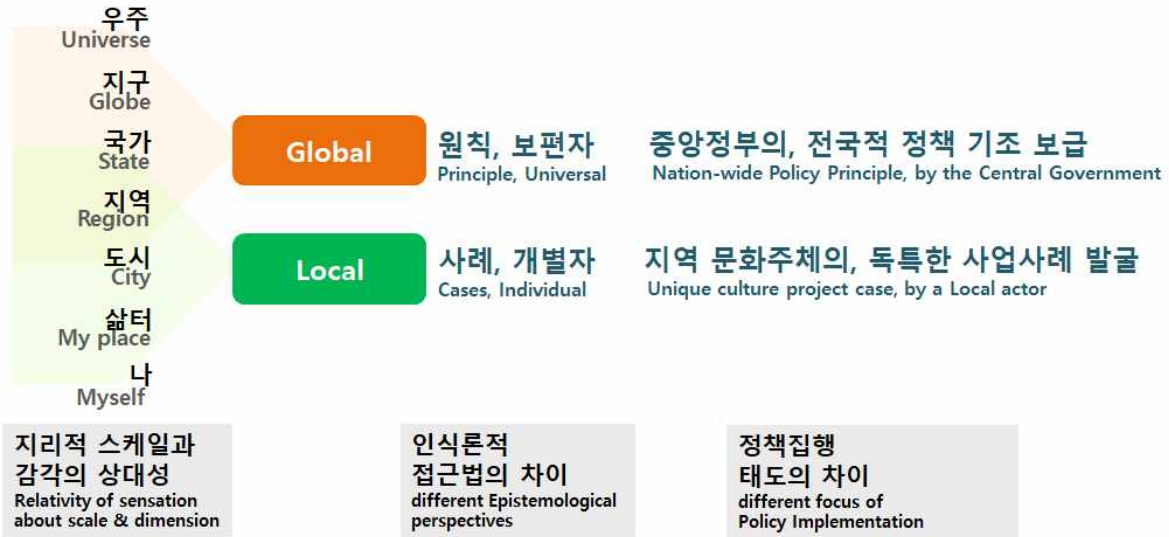 우주
Universe
지구
Globe
국가
State
지역
Region
도시
City
삶터
My place
나
Myself
Global
원칙, 보편자
Principle, Universal
중앙정부의, 전국적 정책 기조 보급
Nation-wide Policy Principle, by the Central Government
Local
사례, 개별자
Cases, Individual
지역 문화주체의, 독특한 사업사례 발굴
Unique culture project case, by a Local actor
지리적 스케일과
감각의 상대성
Relativity of sensation
about scale & dimension
인식론적
접근법의 차이
different Epistemological
perspectives
정책집행
태도의 차이
different focus of
Policy Implementation